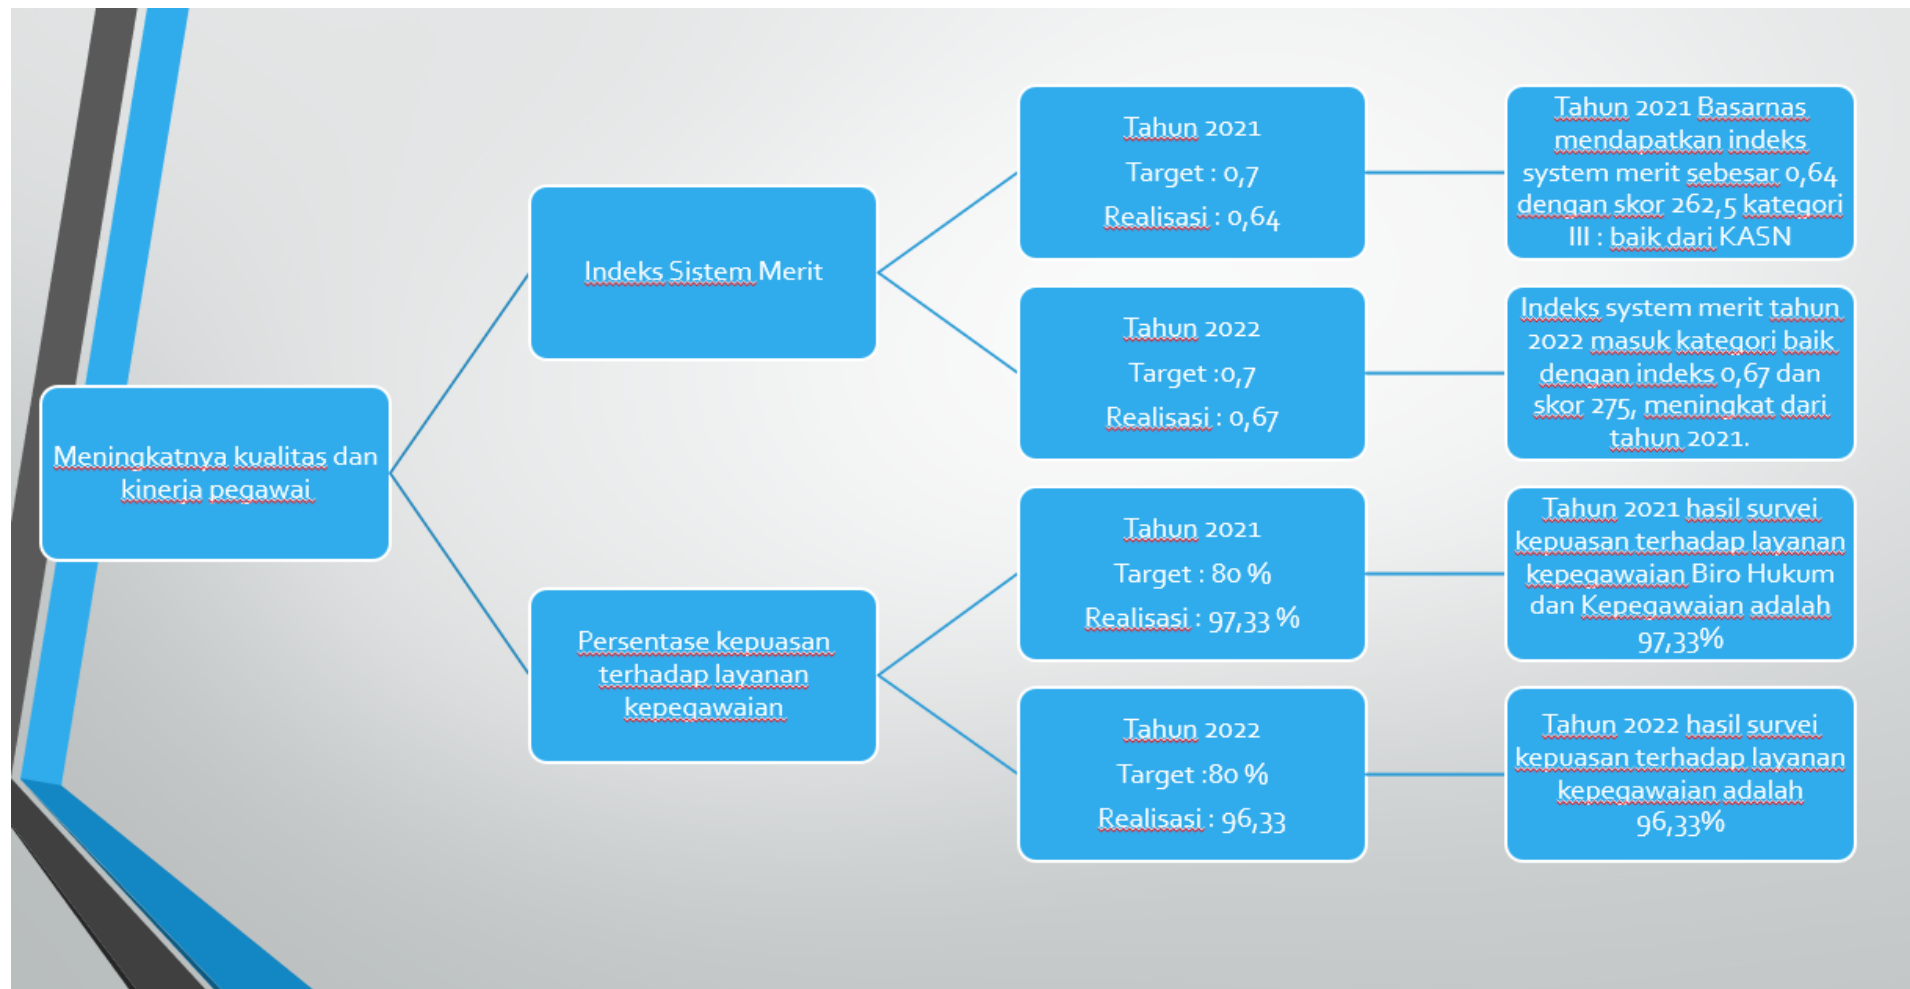 Meningkatnya kualitas dan
kinerja pegawai
Indeks Sistem Merit
Tahun 2021
Target : 0,7
Realisasi : 0,64
Tahun 2021 Basarnas
mendapatkan indeks
system merit sebesar 0,64
dengan skor 262,5 kategori
III : baik dari KASN
Tahun 2022
Target :0,7
Realisasi : 0,67
Indeks system merit tahun
2022 masuk kategori baik
dengan indeks 0,67 dan
skor 275, meningkat dari
tahun 2021.
Persentase kepuasan
terhadap layanan
kepegawaian
Tahun 2021
Target : 80 %
Realisasi : 97,33 %
Tahun 2021 hasil survei
kepuasan terhadap layanan
kepegawaian Biro Hukum
dan Kepegawaian adalah
97,33%
Tahun 2022
Target :80 %
Realisasi : 96,33
Tahun 2022 hasil survei
kepuasan terhadap layanan
kepegawaian adalah
96,33%